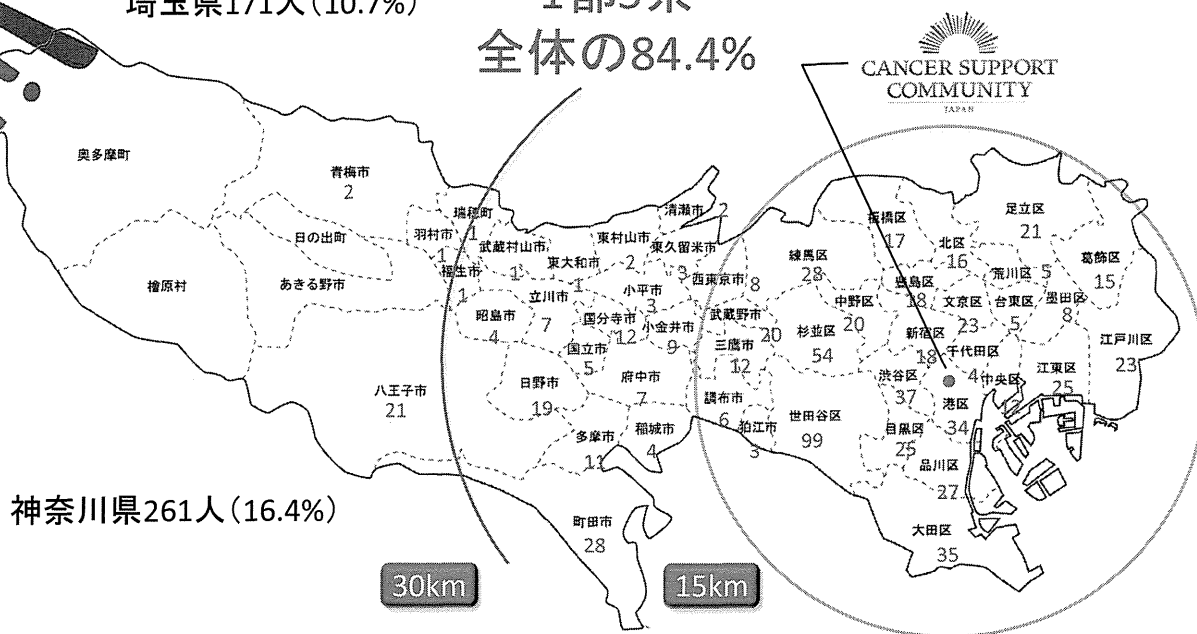 埼玉県171人（10.7%）
全体の84.4%
CANCER SUPPORT
COMMUNITY
JAPAN
奥多摩町
青梅市
2
瑞穂町
1
清瀬市 2
羽村市
1
武蔵村山市
1
東村山市
2
東久留米市
3
日の出町
福生市
1
東大和市
1
西東京市 8
檜原村
あきる野市
小平市
3
立川市
7
昭島市
4
国分寺市
12
小金井市
9
武蔵野市
20
国立市
5
三鷹市
12
八王子市
21
日野市
19
府中市
7
調布市
6
狛江市
3
多摩市
11
稲城市
4
町田市
28
板橋区
17
足立区
21
北区
16
練馬区
28
荒川区 5
葛飾区
15
豊島区
18
中野区
20
文京区
23
台東区
5
墨田区
8
杉並区
54
新宿区
18
千代田区
4
江戸川区
23
渋谷区
37
中央区
江東区
25
港区
34
世田谷区
99
目黒区
25
品川区
27
大田区
35
神奈川県261人（16.4%）
30km
15km